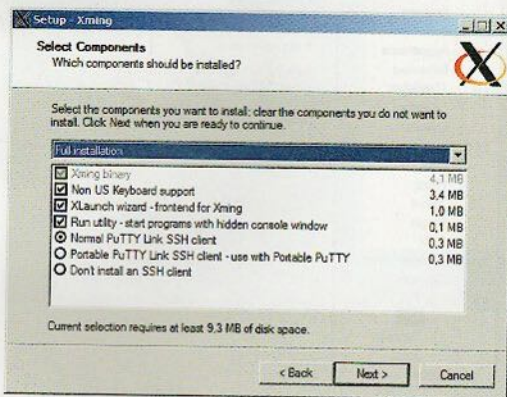 Setup - Xming
Select Components
Which components should be installed?
Select the components you want to install; clear the components you do not want to
install. Click Next when you are ready to continue.
Full installation
Xming binary 4,1 MB
Non US Keyboard support 3,4 MB
XLaunch wizard - frontend for Xming 1,0 MB
Run utility - start programs with hidden console window 0,1 MB
Normal PuTTY Link SSH client 0,3 MB
Portable PuTTY Link SSH client - use with Portable PuTTY 0,3 MB
Don't install an SSH client
Current selection requires at least 9,3 MB of disk space.
< Back
Next >
Cancel